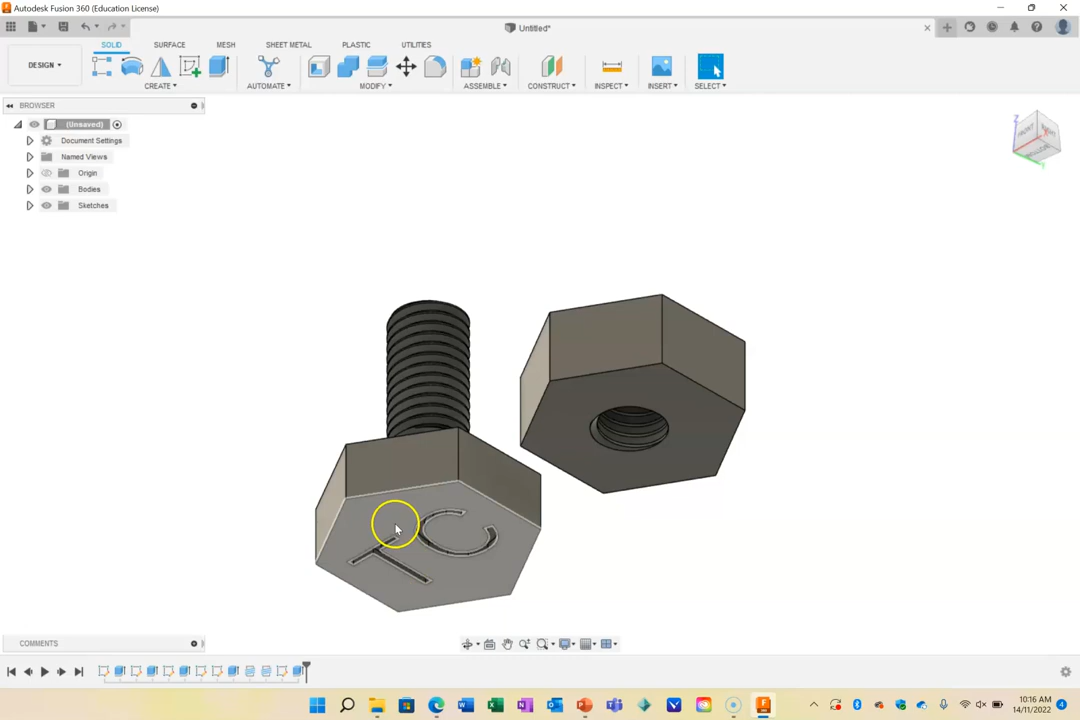 Autodesk Fusion 360 (Education License)
Untitled*
DESIGN
SOLID SURFACE MESH SHEET METAL PLASTIC UTILITIES
CREATE AUTOMATE MODIFY ASSEMBLE CONSTRUCT INSPECT INSERT SELECT
BROWSER
(Unsaved)
Document Settings
Named Views
Origin
Bodies
Sketches
Z
FRONT
TC
COMMENTS
10:16 AM
14/11/2022
4